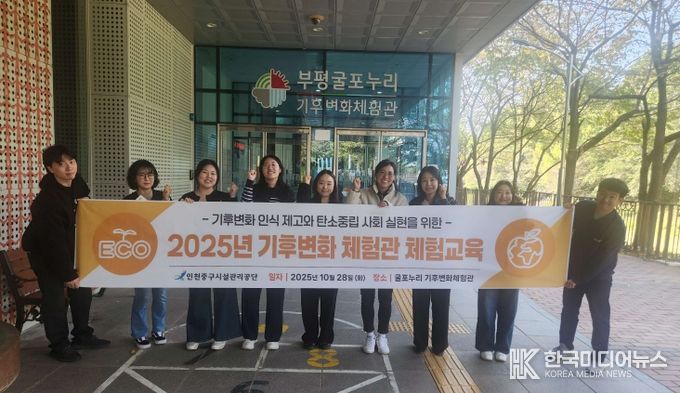 부평굴포누리
기후변화체험관
- 기후변화 인식 제고와 탄소중립 사회 실현을 위한 -
ECO
2025년 기후변화 체험관 체험교육
인천중구시설관리공단 일자 | 2025년 10월 28일 (화) 장소 | 굴포누리 기후변화체험관
HK 한국미디어뉴스
KOREA MEDIA NEWS